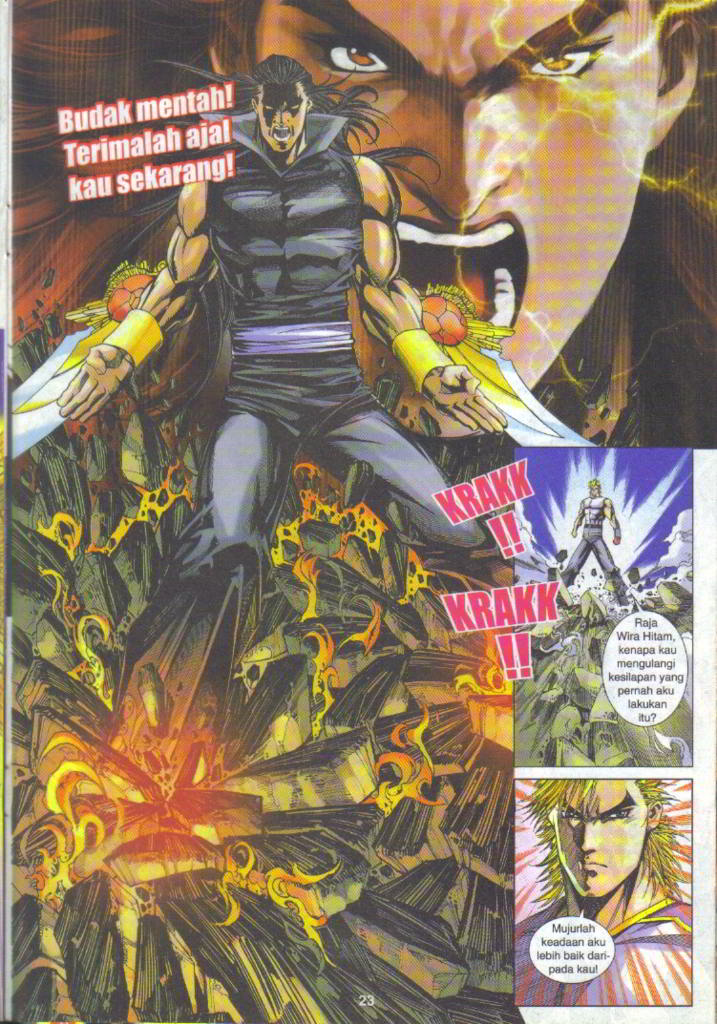 Budak mentah!
Terimalah ajal
kau sekarang!
KRAKK
!!
KRAKK
!!
Raja
Wira Hitam,
kenapa kau
mengulangi
kesilapan yang
pernah aku
lakukan
itu?
Mujurlah
keadaan aku
lebih baik dari-
pada kau!
23